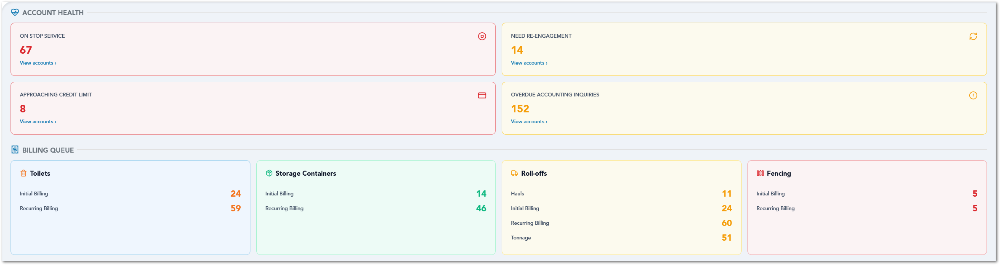 ACCOUNT HEALTH
ON STOP SERVICE
67
View accounts ›
NEED RE-ENGAGEMENT
14
View accounts ›
APPROACHING CREDIT LIMIT
8
View accounts ›
OVERDUE ACCOUNTING INQUIRIES
152
View accounts ›
BILLING QUEUE
Toilets
Initial Billing 24
Recurring Billing 59
Storage Containers
Initial Billing 14
Recurring Billing 46
Roll-offs
Hauls 11
Initial Billing 24
Recurring Billing 60
Tonnage 51
Fencing
Initial Billing 5
Recurring Billing 5